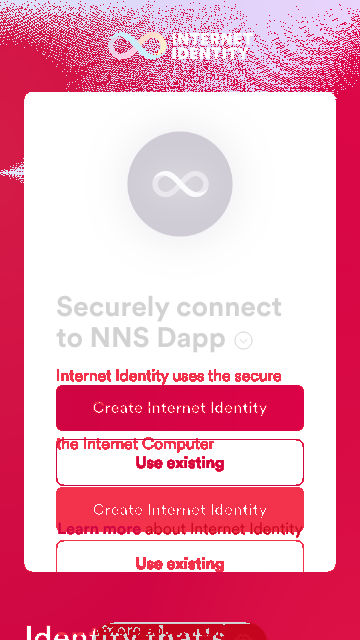 INTERNET
IDENTITY
Securely connect
to NNS Dapp
Internet Identity uses the secure
Create Internet Identity
the Internet Computer
Use existing
Create Internet Identity
Learn more about Internet Identity
Use existing
Identity that's